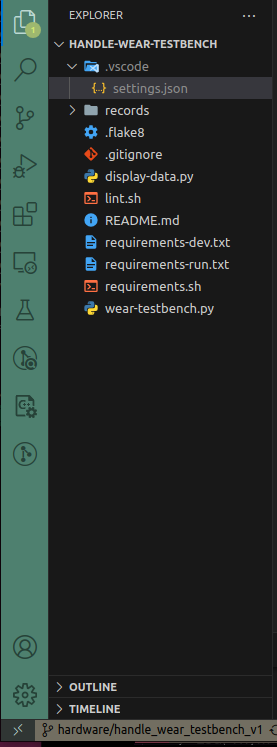 EXPLORER
1
HANDLE-WEAR-TESTBENCH
.vscode
{..} settings.json
records
.flake8
.gitignore
display-data.py
lint.sh
README.md
requirements-dev.txt
requirements-run.txt
requirements.sh
wear-testbench.py
OUTLINE
TIMELINE
hardware/handle_wear_testbench_v1